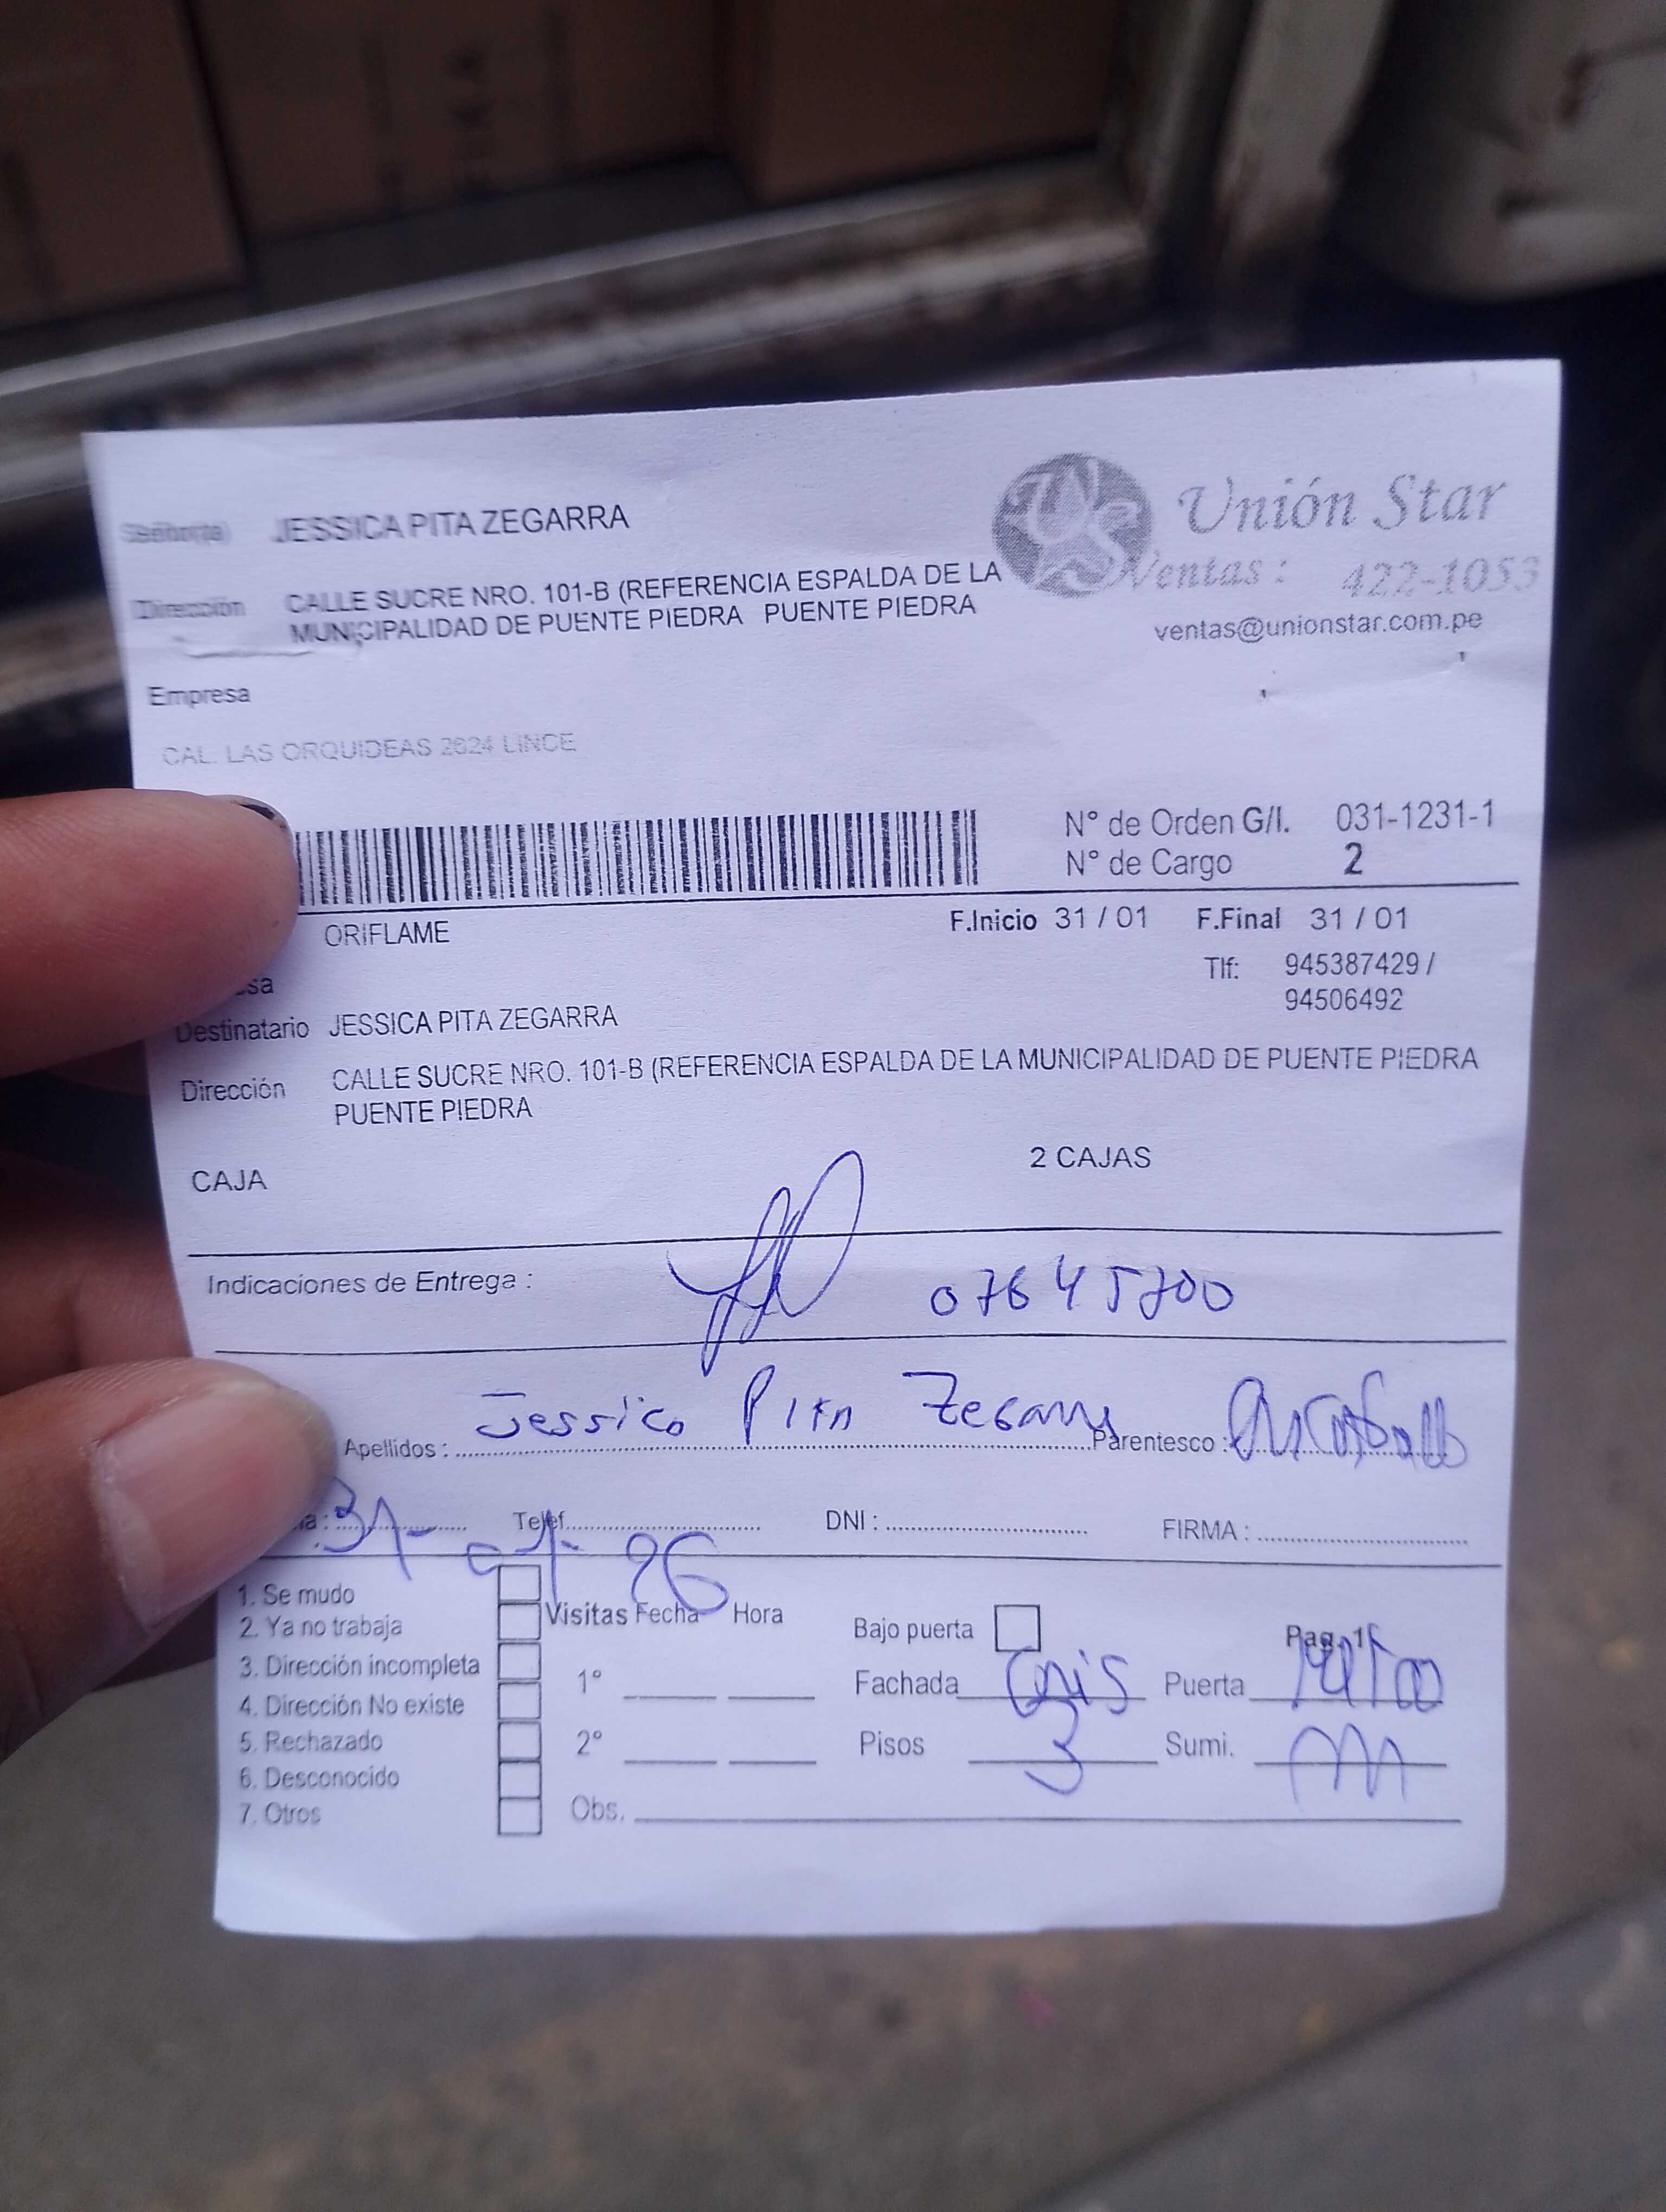 Señor(a) JESSICA PITA ZEGARRA
Unión Star
Dirección CALLE SUCRE NRO. 101-B (REFERENCIA ESPALDA DE LA
MUNICIPALIDAD DE PUENTE PIEDRA PUENTE PIEDRA
Ventas : 422-1053
ventas@unionstar.com.pe
Empresa
CAL. LAS ORQUIDEAS 2624 LINCE
N° de Orden G/I. 031-1231-1
N° de Cargo 2
ORIFLAME
F.Inicio 31 / 01 F.Final 31 / 01
sa
Tlf: 945387429 /
94506492
Destinatario JESSICA PITA ZEGARRA
Dirección CALLE SUCRE NRO. 101-B (REFERENCIA ESPALDA DE LA MUNICIPALIDAD DE PUENTE PIEDRA
PUENTE PIEDRA
CAJA 2 CAJAS
Indicaciones de Entrega : 07645700
Apellidos : Jessica Pita Zegarra Parentesco :
31-01-26
Telef. DNI : FIRMA :
1. Se mudo
2. Ya no trabaja
3. Dirección incompleta
4. Dirección No existe
5. Rechazado
6. Desconocido
7. Otros
Visitas Fecha Hora
1°
2°
Obs.
Bajo puerta Pag. 1
Fachada Gris Puerta
Pisos 3 Sumi.